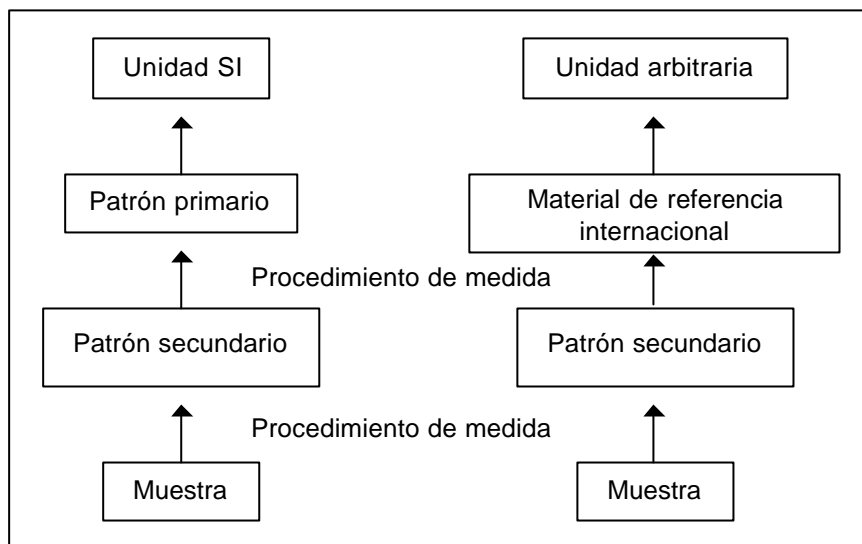 Unidad SI
Unidad arbitraria
Patrón primario
Material de referencia
internacional
Procedimiento de medida
Patrón secundario
Patrón secundario
Procedimiento de medida
Muestra
Muestra